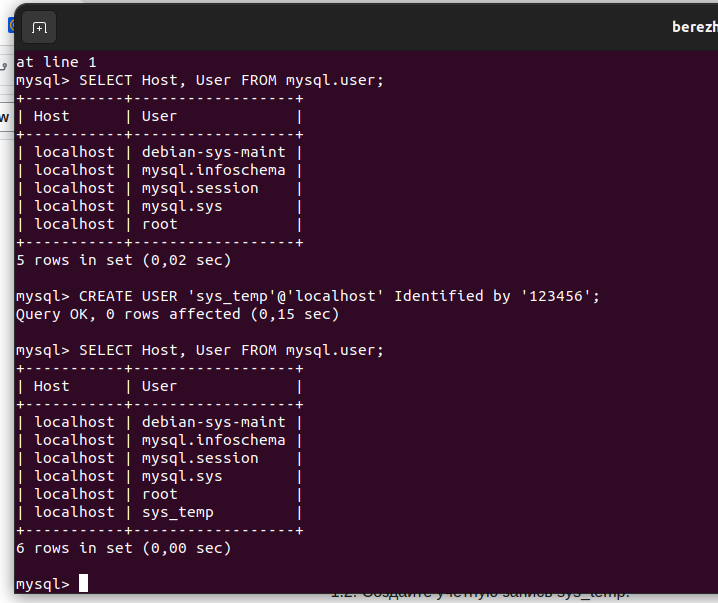 berezh
at line 1
mysql> SELECT Host, User FROM mysql.user;
+-----------+------------------+
| Host      | User             |
+-----------+------------------+
| localhost | debian-sys-maint |
| localhost | mysql.infoschema |
| localhost | mysql.session    |
| localhost | mysql.sys        |
| localhost | root             |
+-----------+------------------+
5 rows in set (0,02 sec)
mysql> CREATE USER 'sys_temp'@'localhost' Identified by '123456';
Query OK, 0 rows affected (0,15 sec)
mysql> SELECT Host, User FROM mysql.user;
+-----------+------------------+
| Host      | User             |
+-----------+------------------+
| localhost | debian-sys-maint |
| localhost | mysql.infoschema |
| localhost | mysql.session    |
| localhost | mysql.sys        |
| localhost | root             |
| localhost | sys_temp         |
+-----------+------------------+
6 rows in set (0,00 sec)
mysql>
1.2. Создайте учётную запись sys_temp.
w